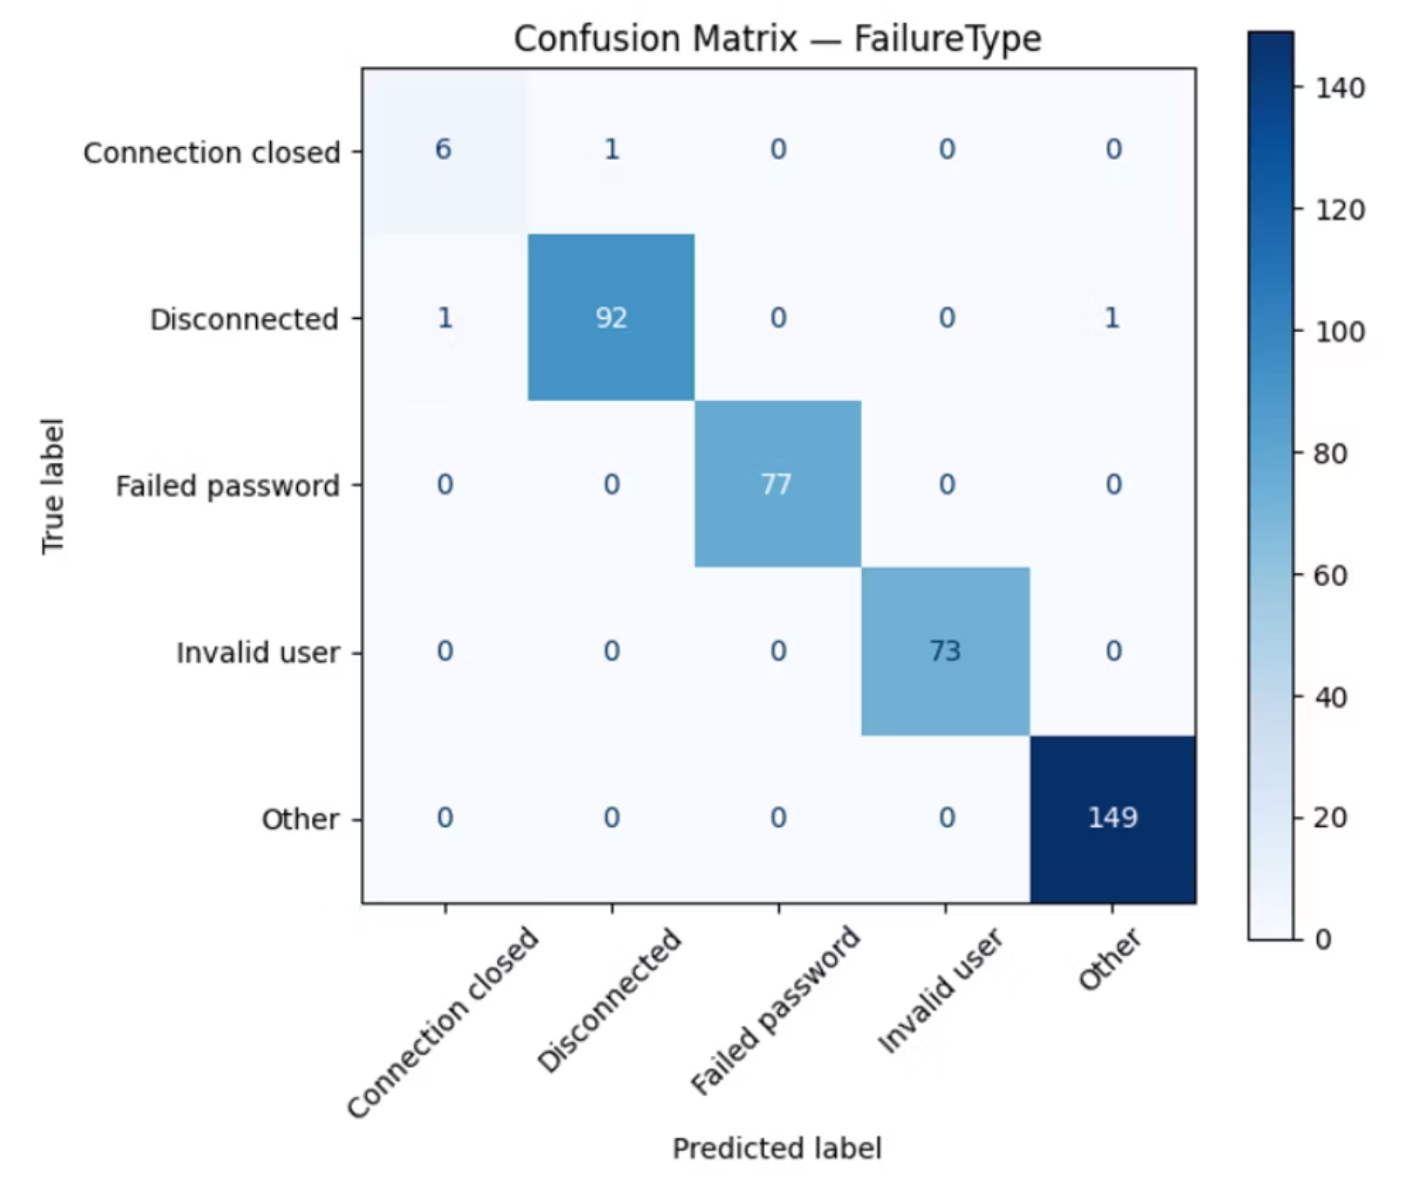 Confusion Matrix — FailureType
True label
Connection closed 6 1 0 0 0
Disconnected 1 92 0 0 1
Failed password 0 0 77 0 0
Invalid user 0 0 0 73 0
Other 0 0 0 0 149
Connection closed
Disconnected
Failed password
Invalid user
Other
Predicted label
140
120
100
80
60
40
20
0